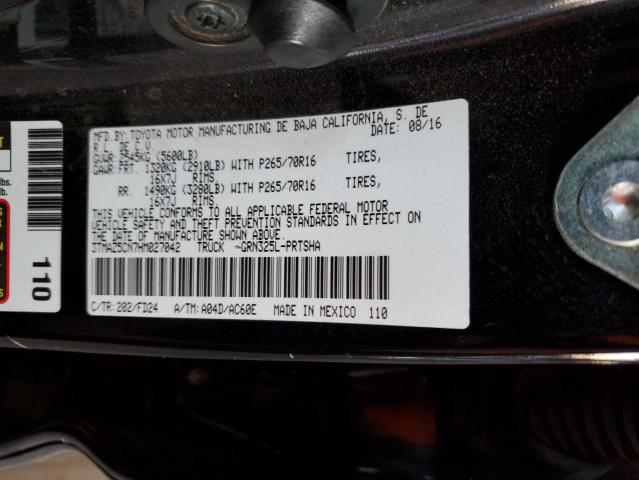 MFD.BY:TOYOTA MOTOR MANUFACTURING DE BAJA CALIFORNIA, S. DE
R.L. DE C.V. DATE: 08/16
GVWR 2545KG (5600LB)
GAWR:FRT. 1320KG (2910LB) WITH P265/70R16 TIRES,
16X7J RIMS
RR. 1490KG (3280LB) WITH P265/70R16 TIRES,
16X7J RIMS.
THIS VEHICLE CONFORMS TO ALL APPLICABLE FEDERAL MOTOR
VEHICLE SAFETY AND THEFT PREVENTION STANDARDS IN EFFECT
ON THE DATE OF MANUFACTURE SHOWN ABOVE.
3TMAZ5CN7HM027042 TRUCK -GRN325L-PRTSHA
C/TR:202/FD24 A/TM:A04D/AC60E MADE IN MEXICO 110
110
lbs.